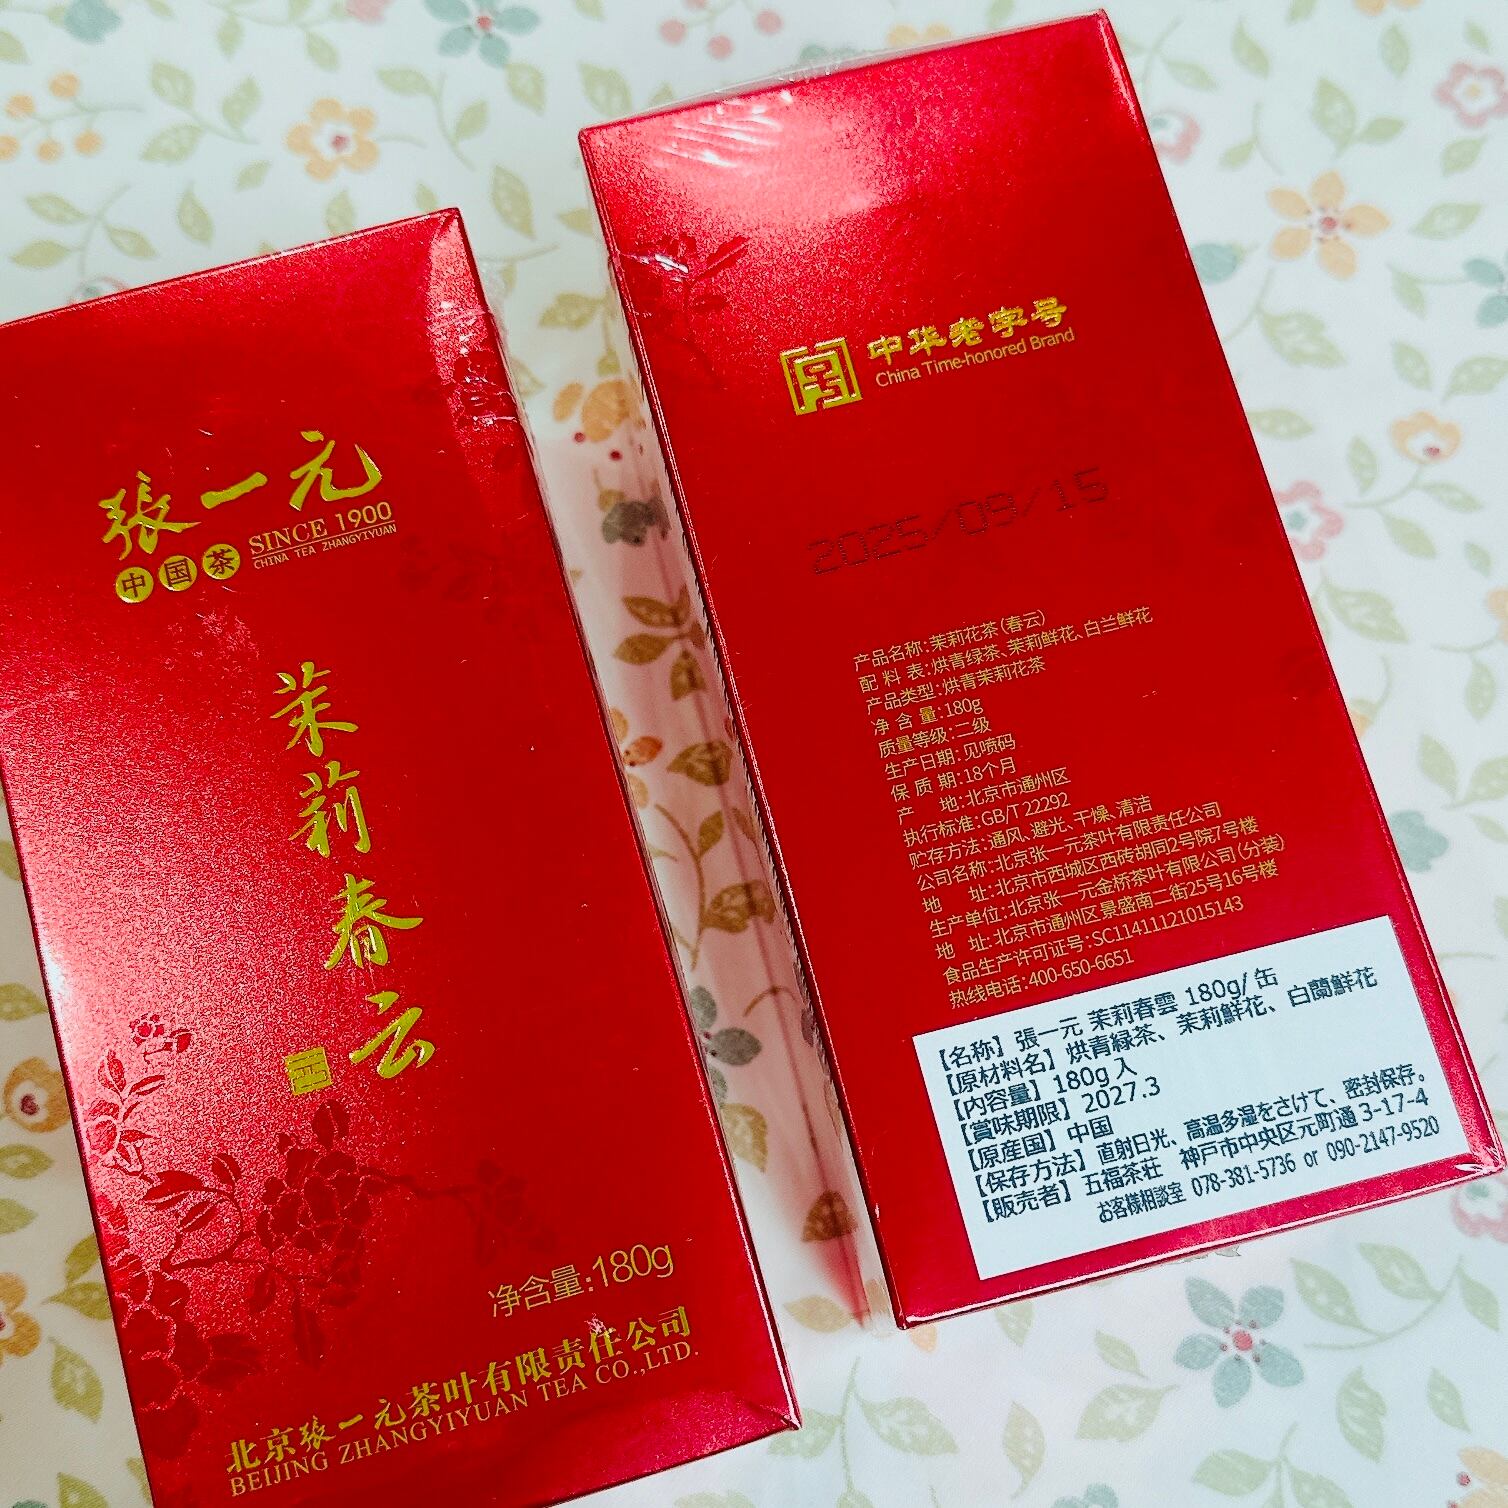 張一元
中国茶
SINCE 1900
CHINA TEA ZHANGYIYUAN
茉莉春云
净含量:180g
北京张一元茶叶有限责任公司
BEIJING ZHANGYIYUAN TEA CO.,LTD.
中华老字号
China Time-honored Brand
2025/09/15
产品名称:茉莉花茶(春云)
配 料 表:烘青绿茶、茉莉鲜花、白兰鲜花
产品类型:烘青茉莉花茶
净 含 量:180g
质量等级:二级
生产日期:见喷码
保 质 期:18个月
产 地:北京市通州区
执行标准:GB/T 22292
贮存方法:通风、避光、干燥、清洁
公司名称:北京张一元茶叶有限责任公司
地 址:北京市西城区西砖胡同2号院7号楼
生产单位:北京张一元金桥茶叶有限公司(分装)
地 址:北京市通州区景盛南二街25号16号楼
食品生产许可证号:SC11411121015143
热线电话:400-650-6651
【名称】張一元 茉莉春雲 180g/缶
【原材料名】烘青緑茶、茉莉鮮花、白蘭鮮花
【内容量】180g 入
【賞味期限】2027.3
【原産国】中国
【保存方法】直射日光、高温多湿をさけて、密封保存。
【販売者】五福茶荘 神戸市中央区元町通 3-17-4
お客様相談室 078-381-5736 or 090-2147-9520